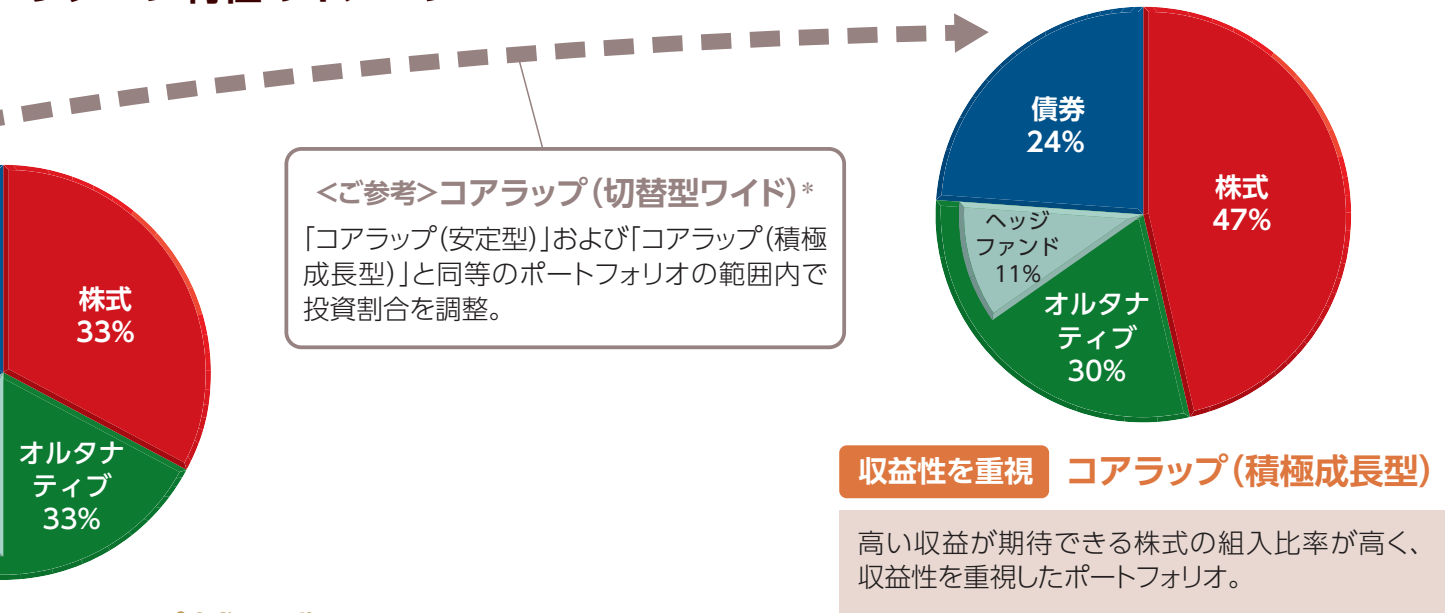 債券
24%
株式
47%
ヘッジ
ファンド
11%
オルタナ
ティブ
30%
<ご参考>コアラップ(切替型ワイド)*
「コアラップ(安定型)」および「コアラップ(積極
成長型)」と同等のポートフォリオの範囲内で
投資割合を調整。
株式
33%
オルタナ
ティブ
33%
収益性を重視 コアラップ(積極成長型)
高い収益が期待できる株式の組入比率が高く、
収益性を重視したポートフォリオ。